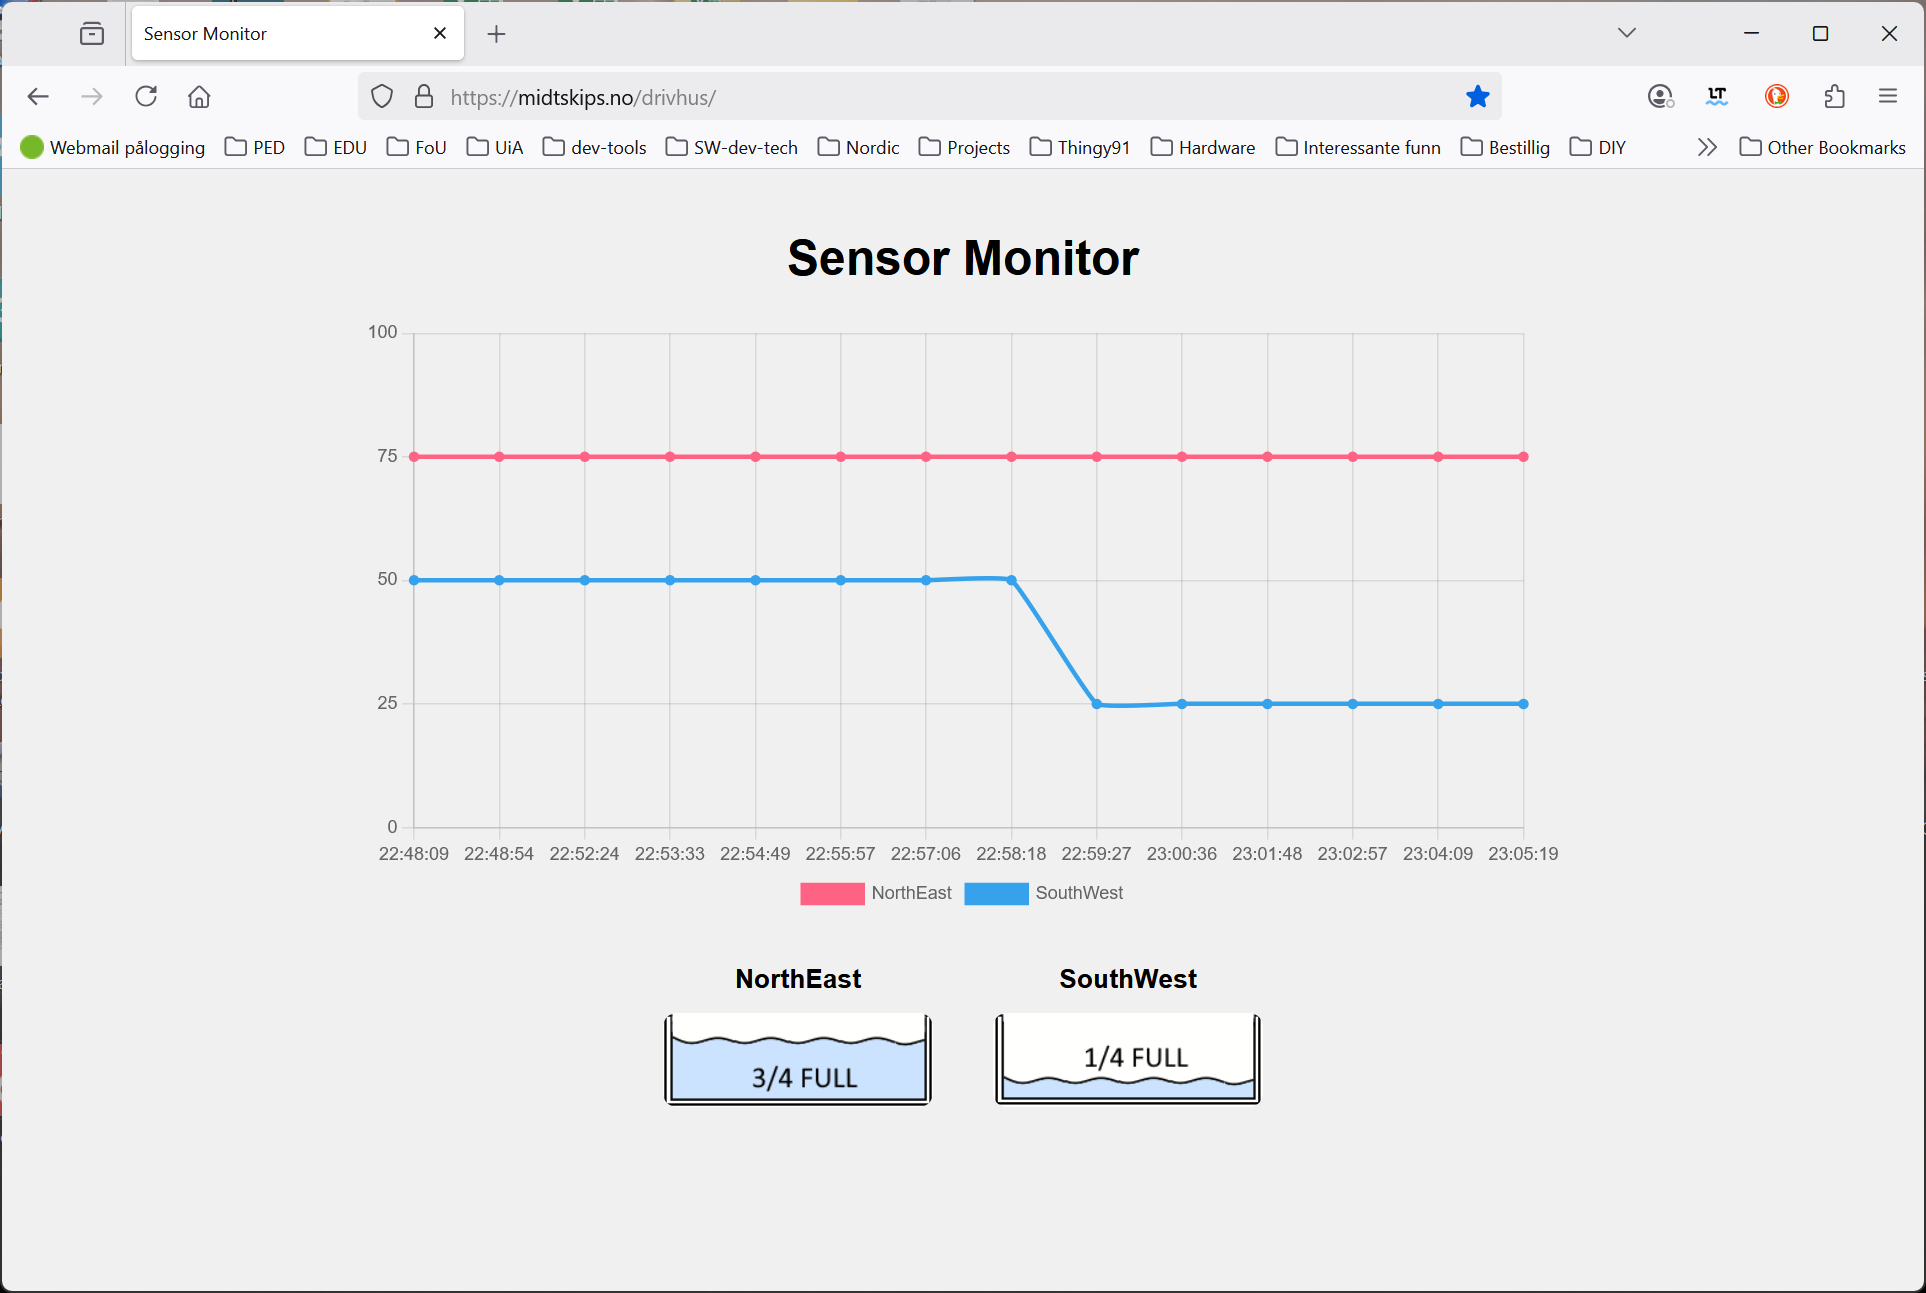 Sensor Monitor
https://midtskips.no/drivhus/
LT
Webmail pålogging PED EDU FoU UiA dev-tools SW-dev-tech Nordic Projects Thingy91 Hardware Interessante funn Bestillig DIY Other Bookmarks
Sensor Monitor
100
75
50
25
0
22:48:09 22:48:54 22:52:24 22:53:33 22:54:49 22:55:57 22:57:06 22:58:18 22:59:27 23:00:36 23:01:48 23:02:57 23:04:09 23:05:19
NorthEast SouthWest
NorthEast SouthWest
3/4 FULL 1/4 FULL